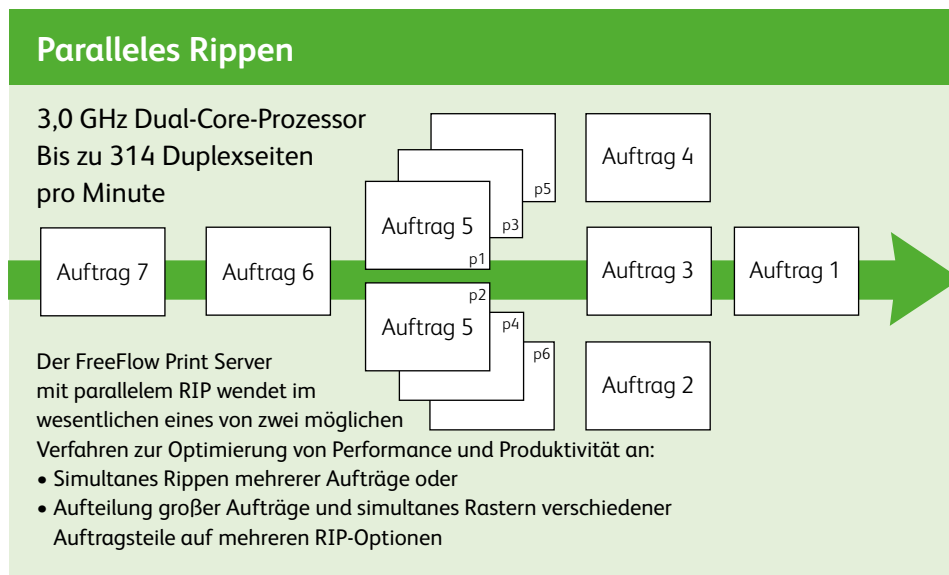 Paralleles Rippen
3,0 GHz Dual-Core-Prozessor
Bis zu 314 Duplexseiten
pro Minute
Auftrag 7
Auftrag 6
Auftrag 5
p1
p3
p5
Auftrag 5
p2
p4
p6
Auftrag 4
Auftrag 3
Auftrag 2
Auftrag 1
Der FreeFlow Print Server
mit parallelem RIP wendet im
wesentlichen eines von zwei möglichen
Verfahren zur Optimierung von Performance und Produktivität an:
• Simultanes Rippen mehrerer Aufträge oder
• Aufteilung großer Aufträge und simultanes Rastern verschiedener
Auftragsteile auf mehreren RIP-Optionen